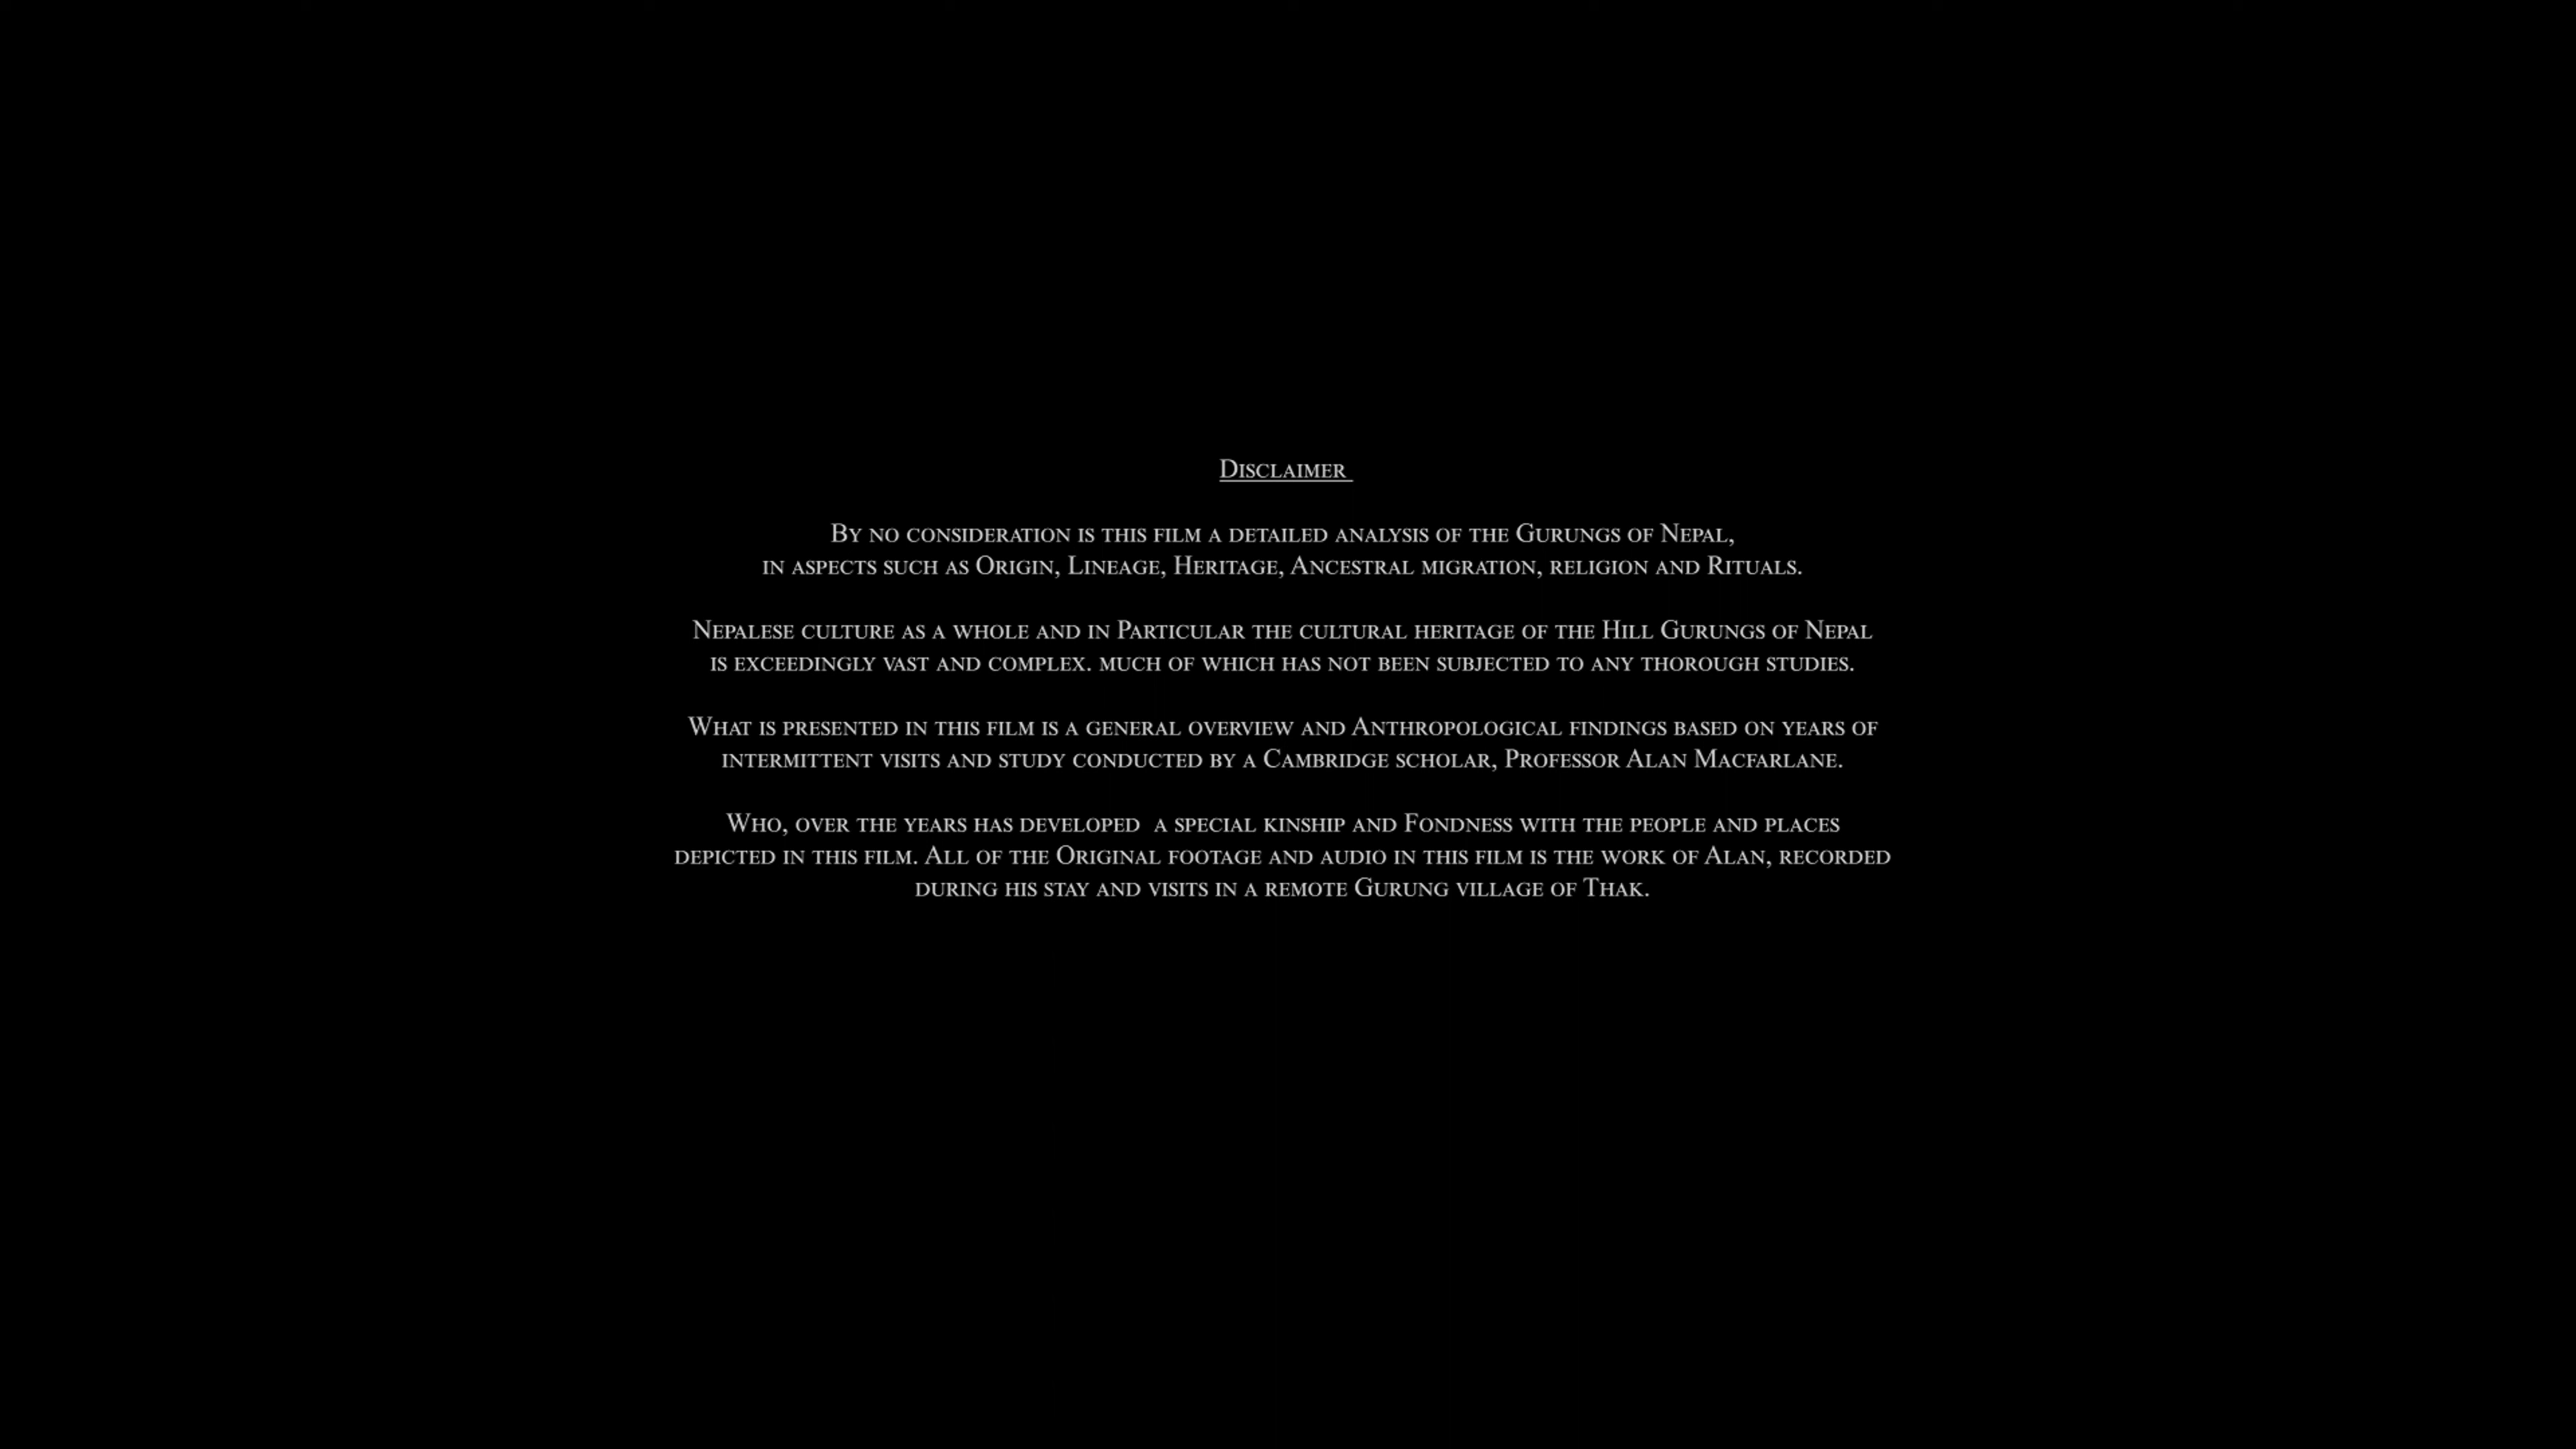 Disclaimer
By no consideration is this film a detailed analysis of the Gurungs of Nepal,
in aspects such as Origin, Lineage, Heritage, Ancestral migration, religion and Rituals.
Nepalese culture as a whole and in Particular the cultural heritage of the Hill Gurungs of Nepal
is exceedingly vast and complex. much of which has not been subjected to any thorough studies.
What is presented in this film is a general overview and Anthropological findings based on years of
intermittent visits and study conducted by a Cambridge scholar, Professor Alan Macfarlane.
Who, over the years has developed a special kinship and Fondness with the people and places
depicted in this film. All of the Original footage and audio in this film is the work of Alan, recorded
during his stay and visits in a remote Gurung village of Thak.